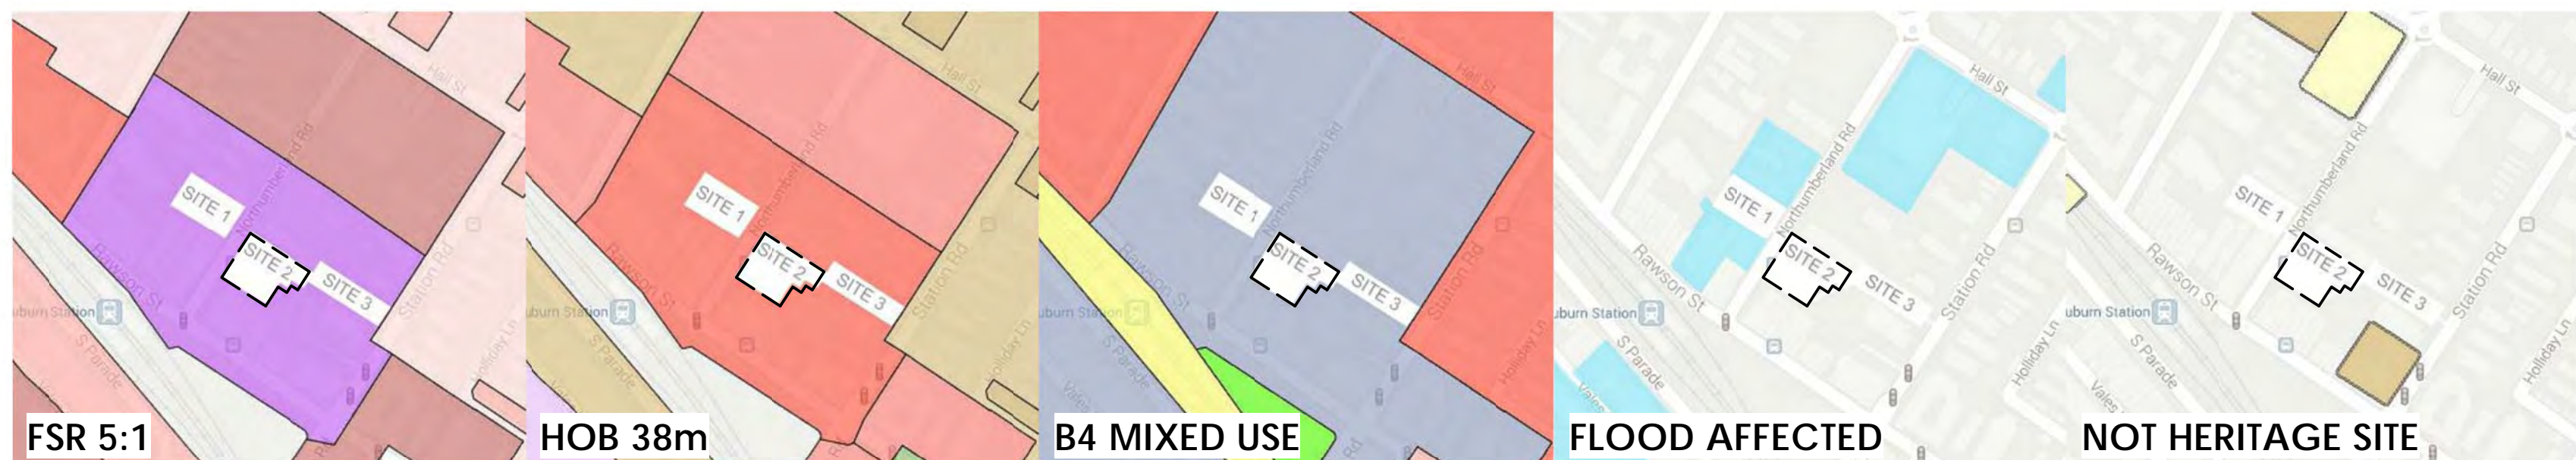 Hall St
Northumberland Rd
SITE 1
SITE 2
SITE 3
Station Rd
Rawson St
uburn Station
S Parade
Holliday Ln
FSR 5:1
Hall St
Northumberland Rd
SITE 1
SITE 2
SITE 3
Station Rd
Rawson St
uburn Station
S Parade
Holliday Ln
HOB 38m
Hall St
Northumberland Rd
SITE 1
SITE 2
SITE 3
Station Rd
Rawson St
uburn Station
S Parade
Holliday Ln
Rd
B4 MIXED USE
Hall St
Northumberland Rd
SITE 1
SITE 2
SITE 3
Station Rd
Rawson St
uburn Station
S Parade
Holliday Ln
FLOOD AFFECTED
Hall St
Northumberland Rd
SITE 1
SITE 2
SITE 3
Station Rd
Rawson St
uburn Station
S Parade
Holliday Ln
Vales
NOT HERITAGE SITE